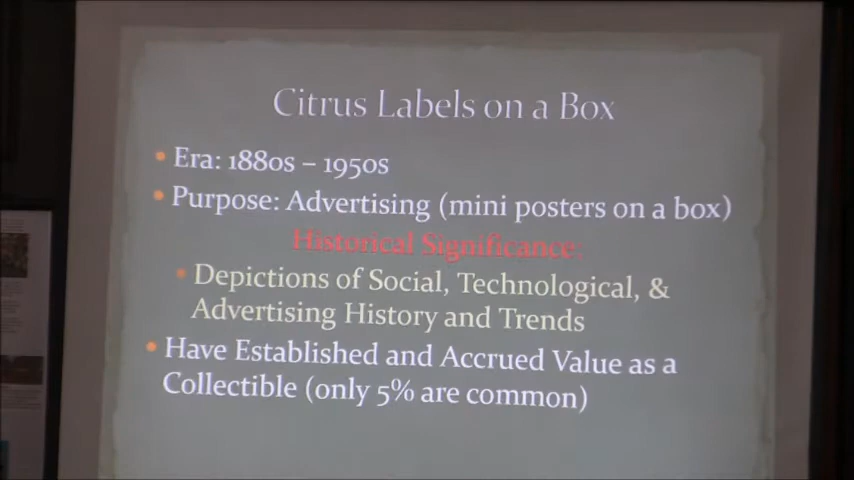 Citrus Labels on a Box
• Era: 1880s – 1950s
• Purpose: Advertising (mini posters on a box)
Historical Significance:
• Depictions of Social, Technological, &
Advertising History and Trends
• Have Established and Accrued Value as a
Collectible (only 5% are common)